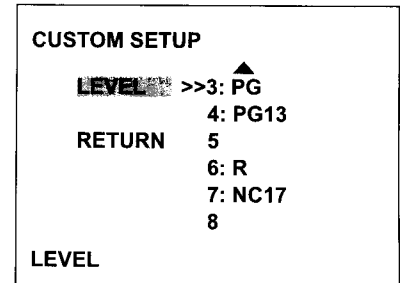 CUSTOM SETUP
LEVEL >>3: PG
4: PG13
RETURN 5
6: R
7: NC17
8
LEVEL